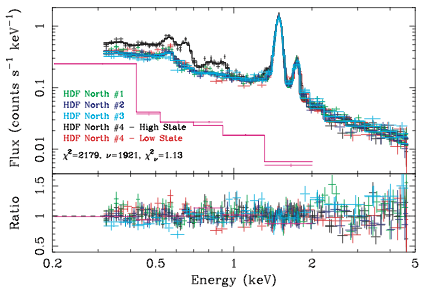 Flux (counts s⁻¹ keV⁻¹)
1
0.1
0.01
HDF North #1
HDF North #2
HDF North #3
HDF North #4 - High State
HDF North #4 - Low State
χ²=2179, ν=1921, χ²ᵥ=1.13
Ratio
1.5
1
0.5
0.2 0.5 1 2 5
Energy (keV)